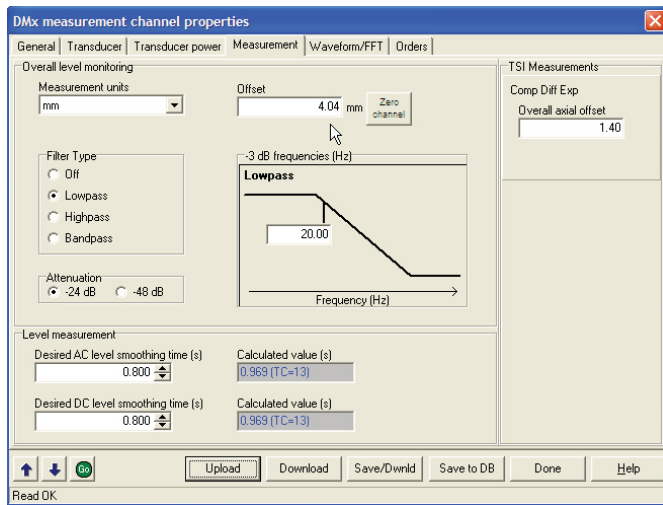 DMx measurement channel properties
General
Transducer
Transducer power
Measurement
Waveform/FFT
Orders
Overall level monitoring
Measurement units
mm
Offset
4.04 mm
Zero
channel
Filter Type
Off
Lowpass
Highpass
Bandpass
Attenuation
-24 dB
-48 dB
-3 dB frequencies (Hz)
Lowpass
20.00
Frequency (Hz)
TSI Measurements
Comp Diff Exp
Overall axial offset
1.40
Level measurement
Desired AC level smoothing time (s)
0.800
Calculated value (s)
0.969 (TC=13)
Desired DC level smoothing time (s)
0.800
Calculated value (s)
0.969 (TC=13)
Go
Upload
Download
Save/Dwnld
Save to DB
Done
Help
Read OK